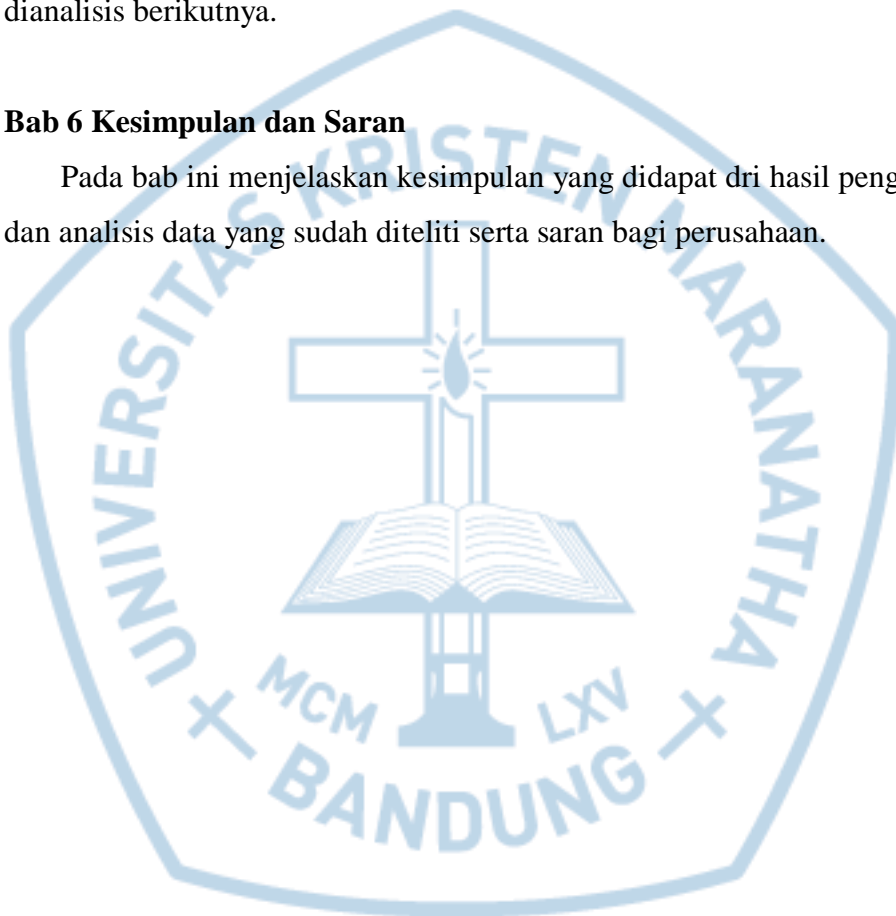 dianalisis berikutnya.
Bab 6 Kesimpulan dan Saran
Pada bab ini menjelaskan kesimpulan yang didapat dri hasil peng
dan analisis data yang sudah diteliti serta saran bagi perusahaan.
UNIVERSITAS KRISTEN MARANATHA
MCM LXV
BANDUNG